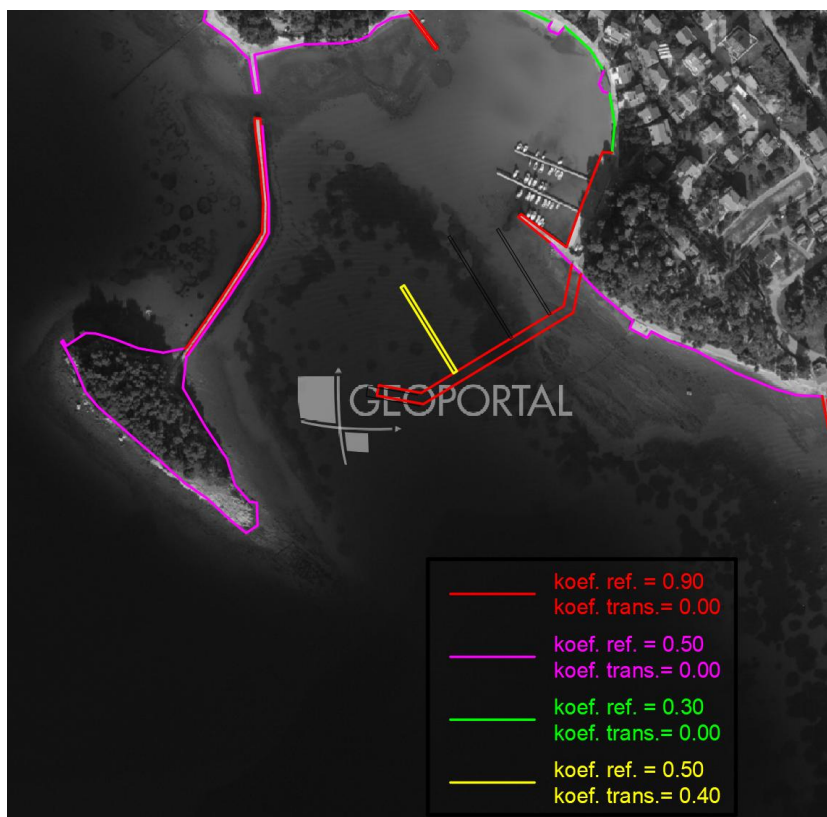 GEOPORTAL
koef. ref. = 0.90
koef. trans.= 0.00
koef. ref. = 0.50
koef. trans.= 0.00
koef. ref. = 0.30
koef. trans.= 0.00
koef. ref. = 0.50
koef. trans.= 0.40